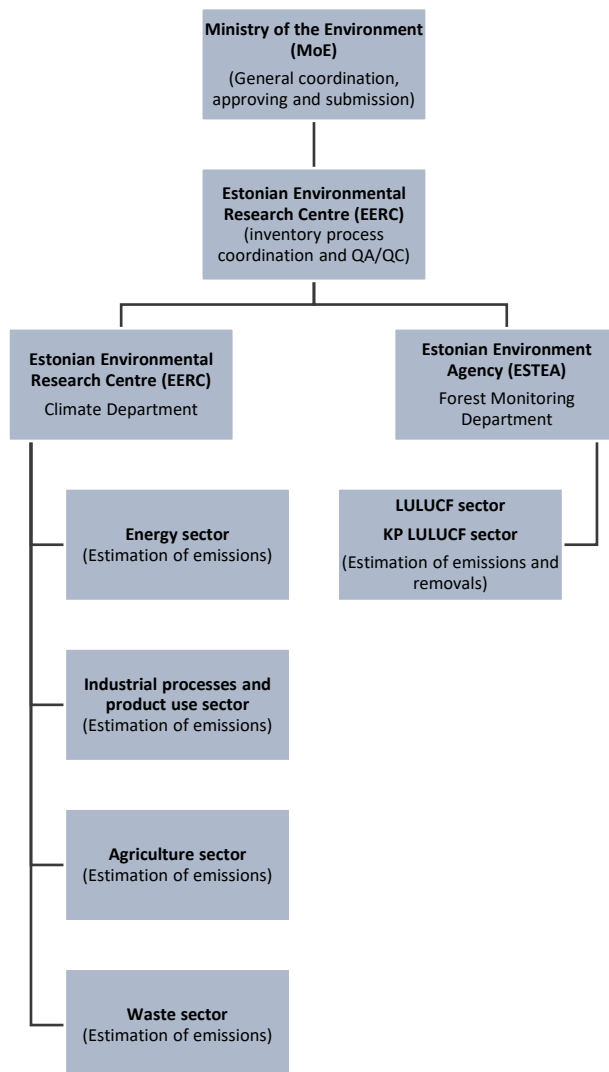 Ministry of the Environment
(MoE)
(General coordination,
approving and submission)
Estonian Environmental
Research Centre (EERC)
(inventory process
coordination and QA/QC)
Estonian Environmental
Research Centre (EERC)
Climate Department
Estonian Environment
Agency (ESTEA)
Forest Monitoring
Department
Energy sector
(Estimation of emissions)
Industrial processes and
product use sector
(Estimation of emissions)
Agriculture sector
(Estimation of emissions)
Waste sector
(Estimation of emissions)
LULUCF sector
KP LULUCF sector
(Estimation of emissions and
removals)